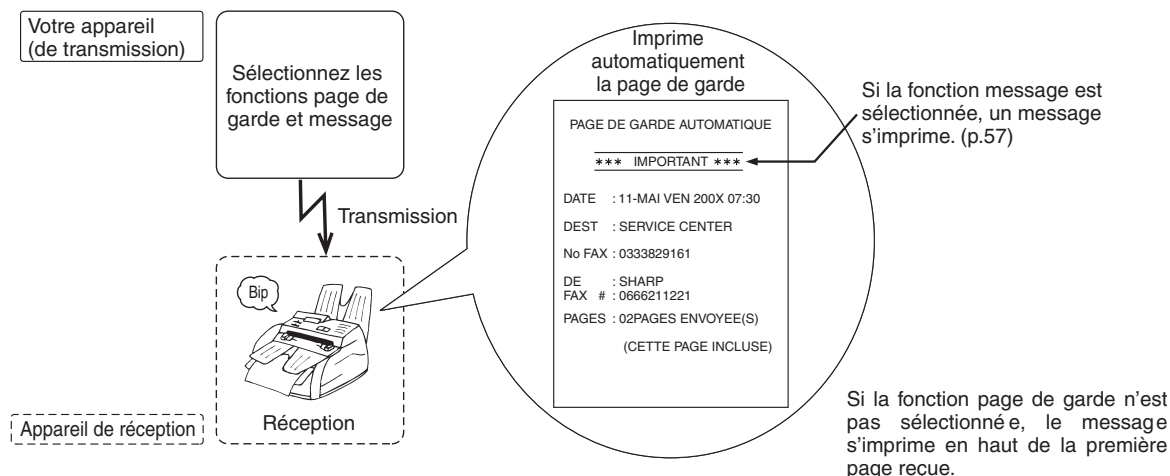 Votre appareil
(de transmission)
Sélectionnez les
fonctions page de
garde et message
Transmission
Bip
Réception
Appareil de réception
Imprime
automatiquement
la page de garde
PAGE DE GARDE AUTOMATIQUE
*** IMPORTANT ***
DATE : 11-MAI VEN 200X 07:30
DEST : SERVICE CENTER
No FAX : 0333829161
DE : SHARP
FAX # : 0666211221
PAGES : 02PAGES ENVOYEE(S)
(CETTE PAGE INCLUSE)
Si la fonction message est
sélectionnée, un message
s'imprime. (p.57)
Si la fonction page de garde n'est
pas sélectionnée, le message
s'imprime en haut de la première
page reçue.